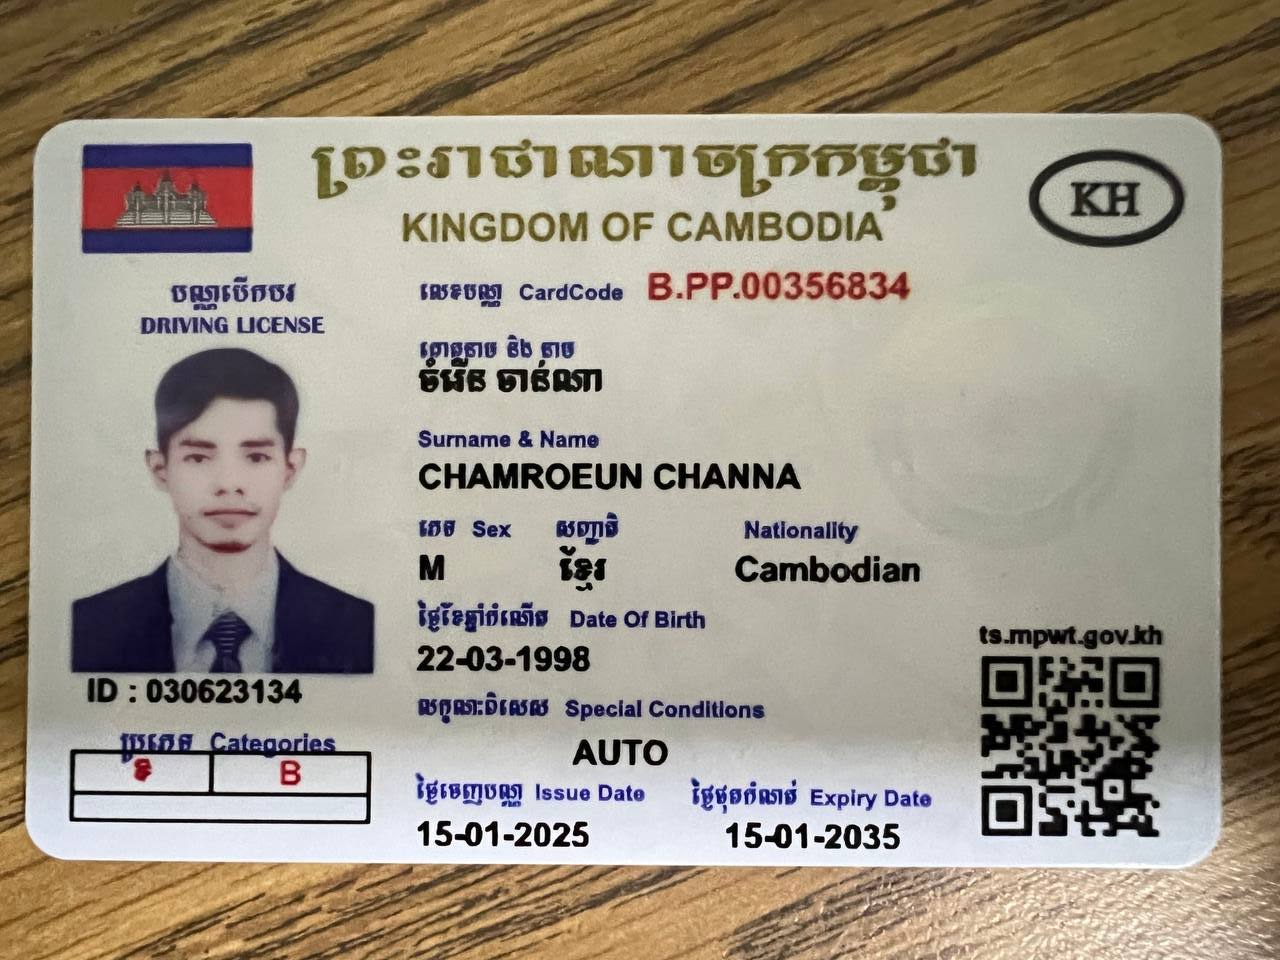 ព្រះរាជាណាចក្រកម្ពុជា
KINGDOM OF CAMBODIA
KH
បណ្ណបើកបរ
DRIVING LICENSE
លេខបណ្ណ CardCode B.PP.00356834
គោត្តនាម និង នាម
ចំរើន ចាន់ណា
Surname & Name
CHAMROEUN CHANNA
ភេទ Sex សញ្ជាតិ Nationality
M ខ្មែរ Cambodian
ថ្ងៃខែឆ្នាំកំណើត Date Of Birth
22-03-1998
ID : 030623134
លក្ខណៈពិសេស Special Conditions
AUTO
ប្រភេទ Categories
ខ B
ថ្ងៃចេញបណ្ណ Issue Date ថ្ងៃផុតកំណត់ Expiry Date
15-01-2025 15-01-2035
ts.mpwt.gov.kh